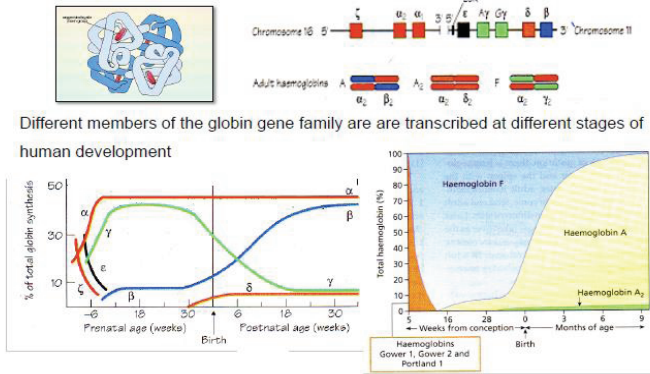 Chromosome 16 5' ζ α₂ α₁ 3' 5' ε Aγ Gγ δ β 3' Chromosome 11
Adult haemoglobins A A₂ F
α₂ β₂ α₂ δ₂ α₂ γ₂
Different members of the globin gene family are are transcribed at different stages of
human development
% of total globin synthesis
50
30
10
α
γ
ε
ζ
β
δ
α
β
γ
-6 18 30 6 18 30
Prenatal age (weeks) Birth Postnatal age (weeks)
Total haemoglobin (%)
100
90
80
70
60
50
40
30
20
10
0
Haemoglobin F
Haemoglobin A
Haemoglobin A₂
5 16 28 0 3 6 9
Weeks from conception Months of age
Birth
Haemoglobins
Gower 1, Gower 2 and
Portland 1